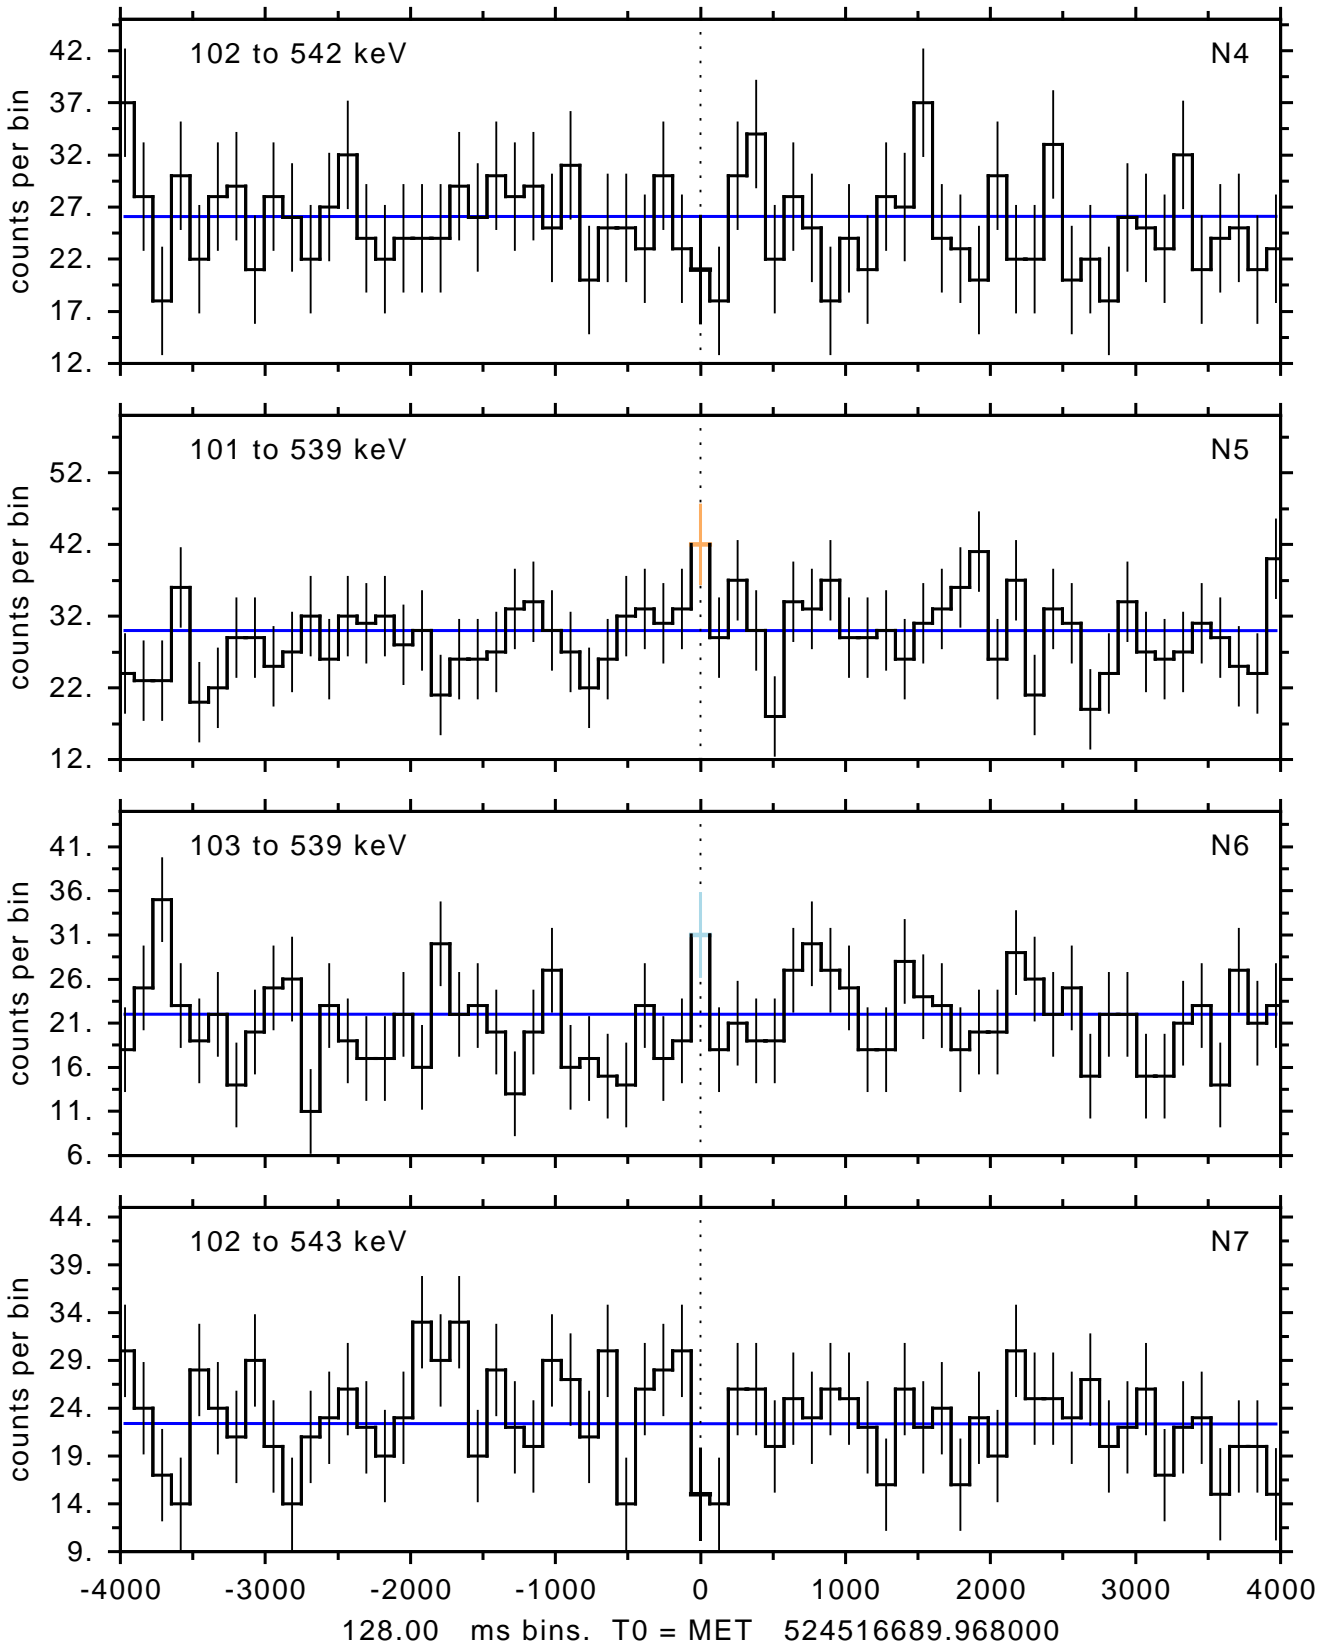 102 to 542 keV N4
42.
37.
32.
27.
22.
17.
12.
counts per bin
101 to 539 keV N5
52.
42.
32.
22.
12.
counts per bin
103 to 539 keV N6
41.
36.
31.
26.
21.
16.
11.
6.
counts per bin
102 to 543 keV N7
44.
39.
34.
29.
24.
19.
14.
9.
counts per bin
-4000 -3000 -2000 -1000 0 1000 2000 3000 4000
128.00 ms bins. T0 = MET 524516689.968000